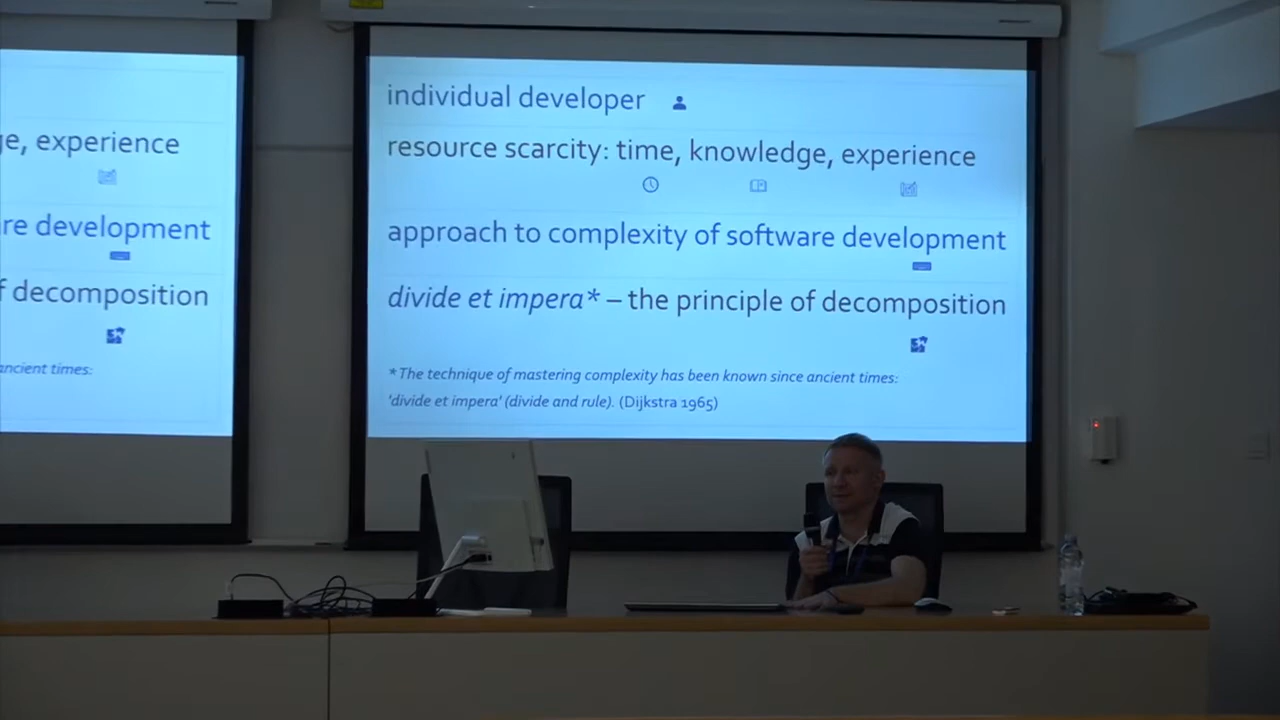 individual developer
resource scarcity: time, knowledge, experience
approach to complexity of software development
divide et impera* – the principle of decomposition
*The technique of mastering complexity has been known since ancient times:
'divide et impera' (divide and rule). (Dijkstra 1965)
ge, experience
re development
f decomposition
ancient times: